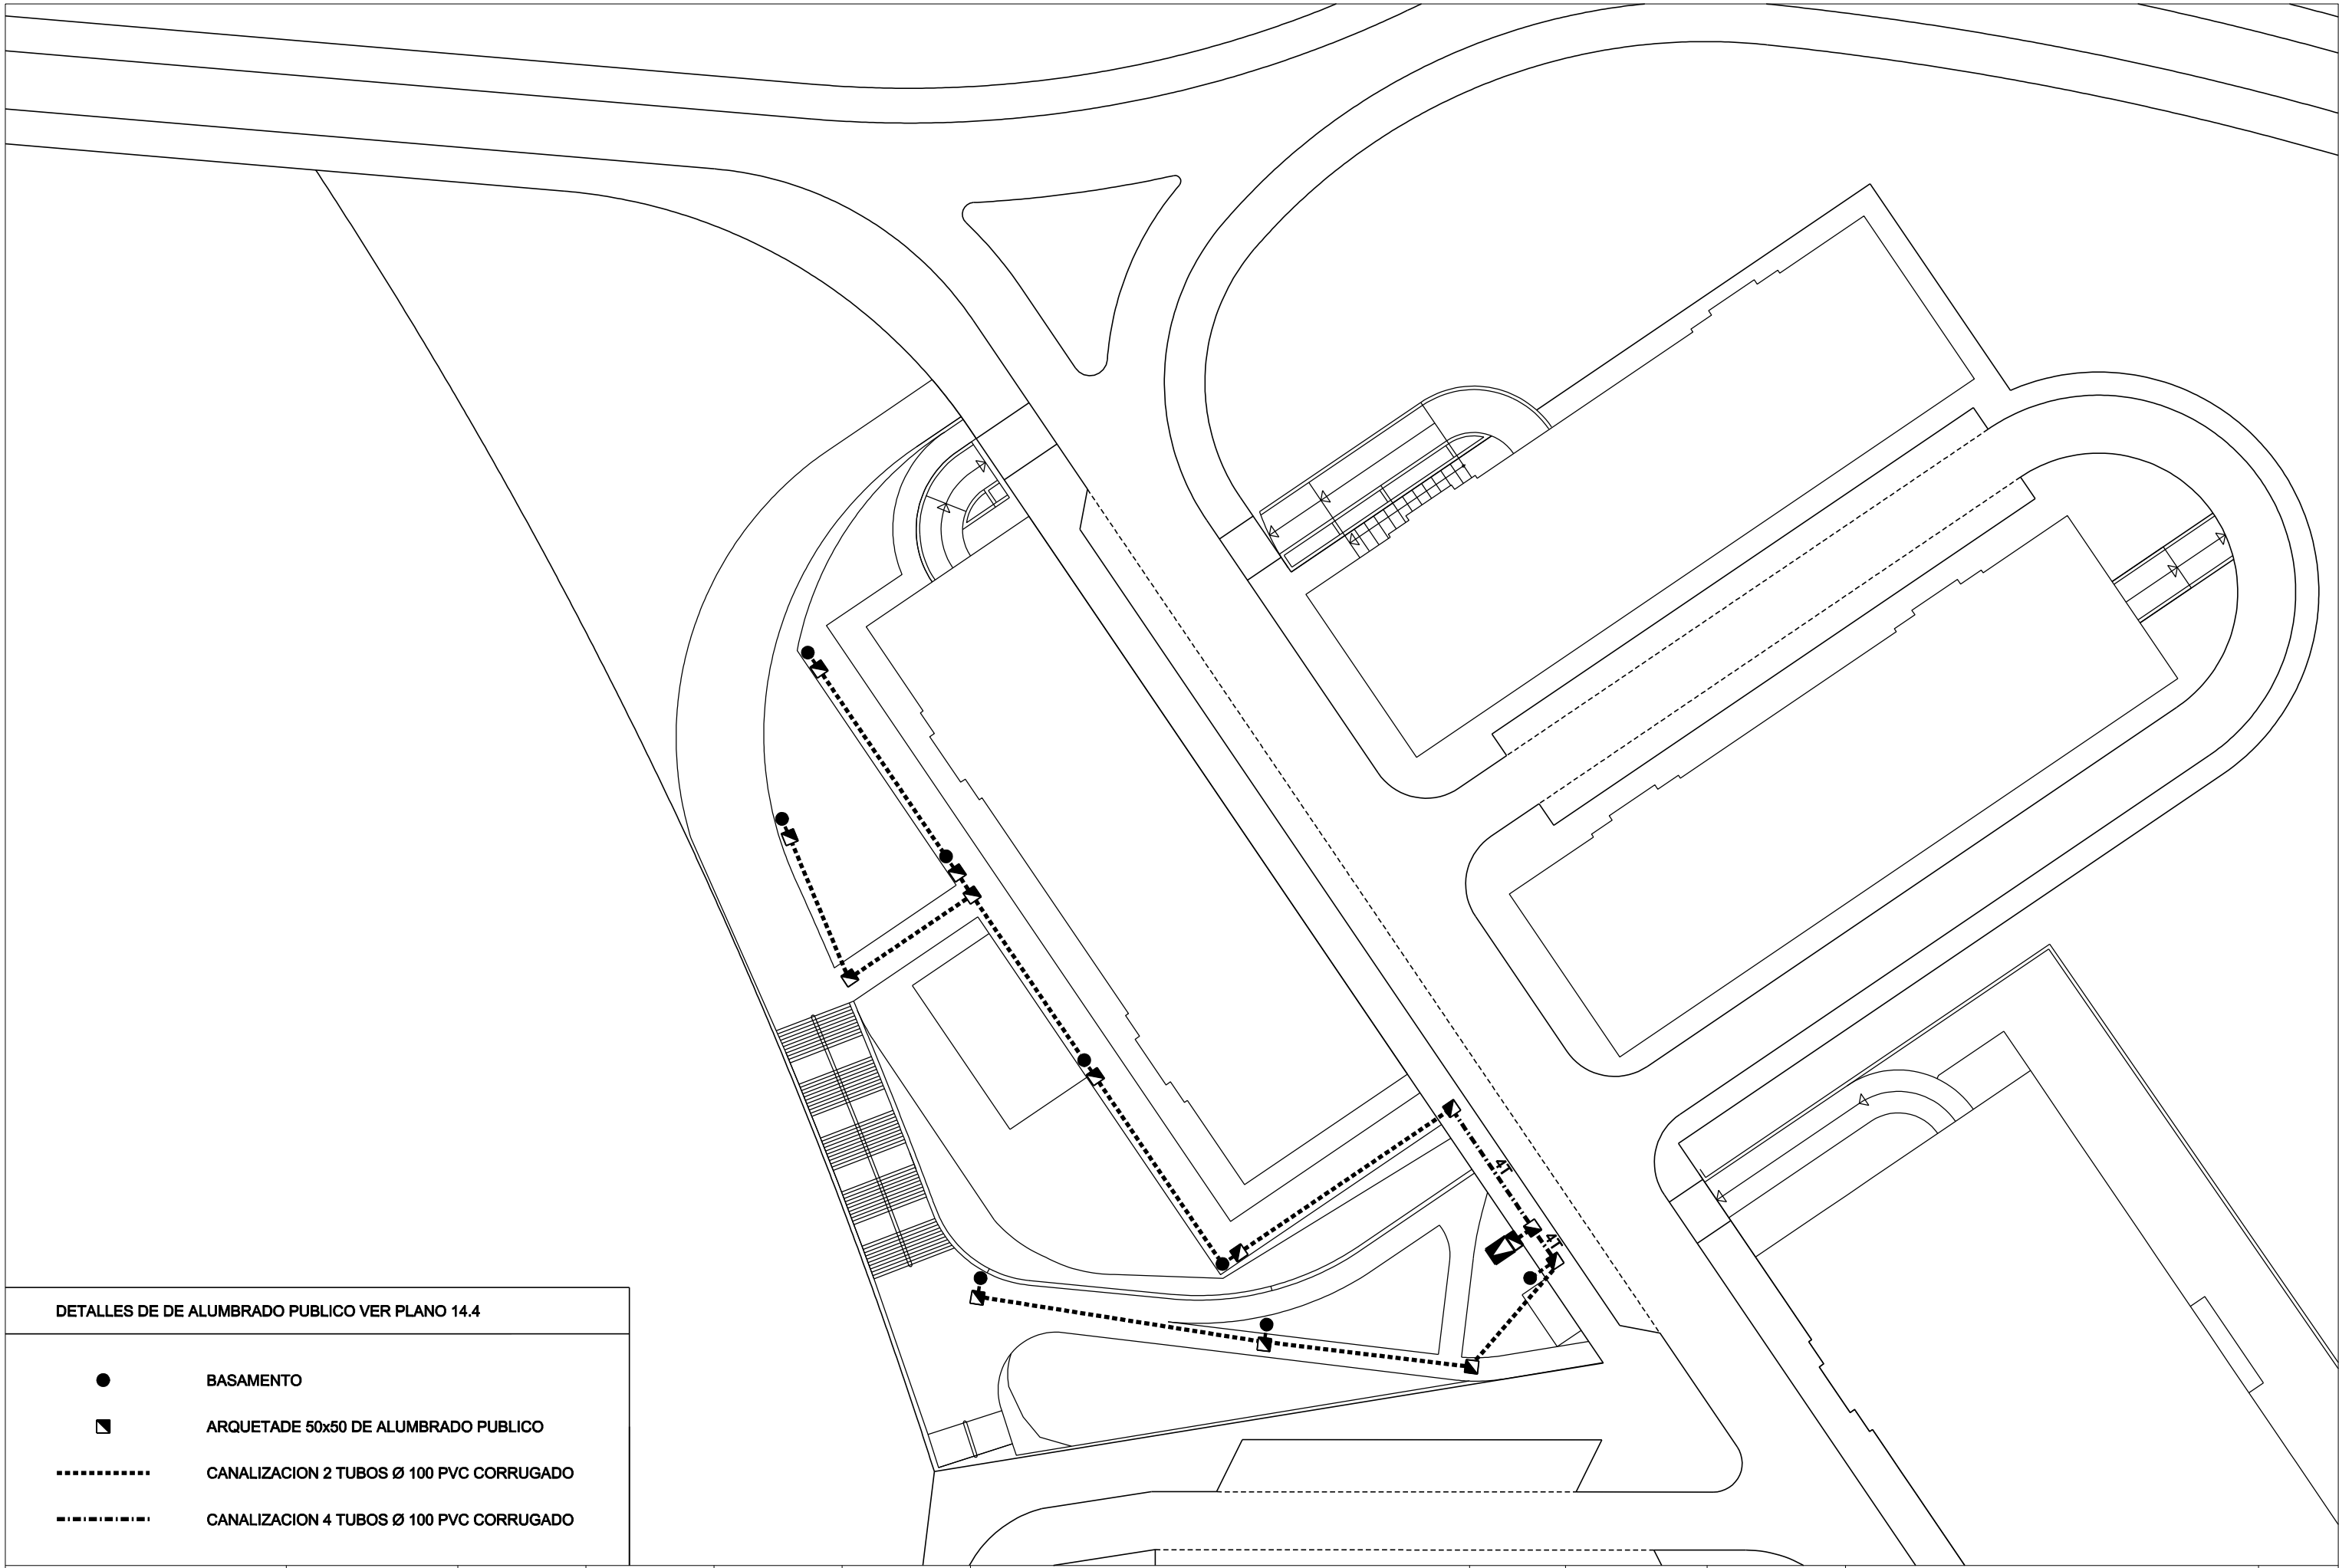 4T
4T
DETALLES DE DE ALUMBRADO PUBLICO VER PLANO 14.4
BASAMENTO
ARQUETADE 50x50 DE ALUMBRADO PUBLICO
CANALIZACION 2 TUBOS Ø 100 PVC CORRUGADO
CANALIZACION 4 TUBOS Ø 100 PVC CORRUGADO